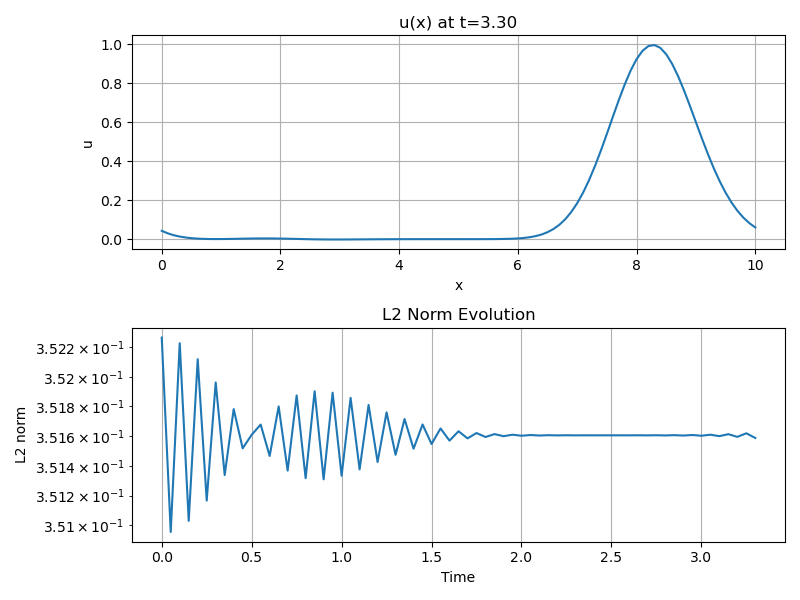 u(x) at t=3.30
1.0
0.8
0.6
0.4
0.2
0.0
u
0 2 4 6 8 10
x
L2 Norm Evolution
3.522 × 10⁻¹
3.52 × 10⁻¹
3.518 × 10⁻¹
3.516 × 10⁻¹
3.514 × 10⁻¹
3.512 × 10⁻¹
3.51 × 10⁻¹
L2 norm
0.0 0.5 1.0 1.5 2.0 2.5 3.0
Time